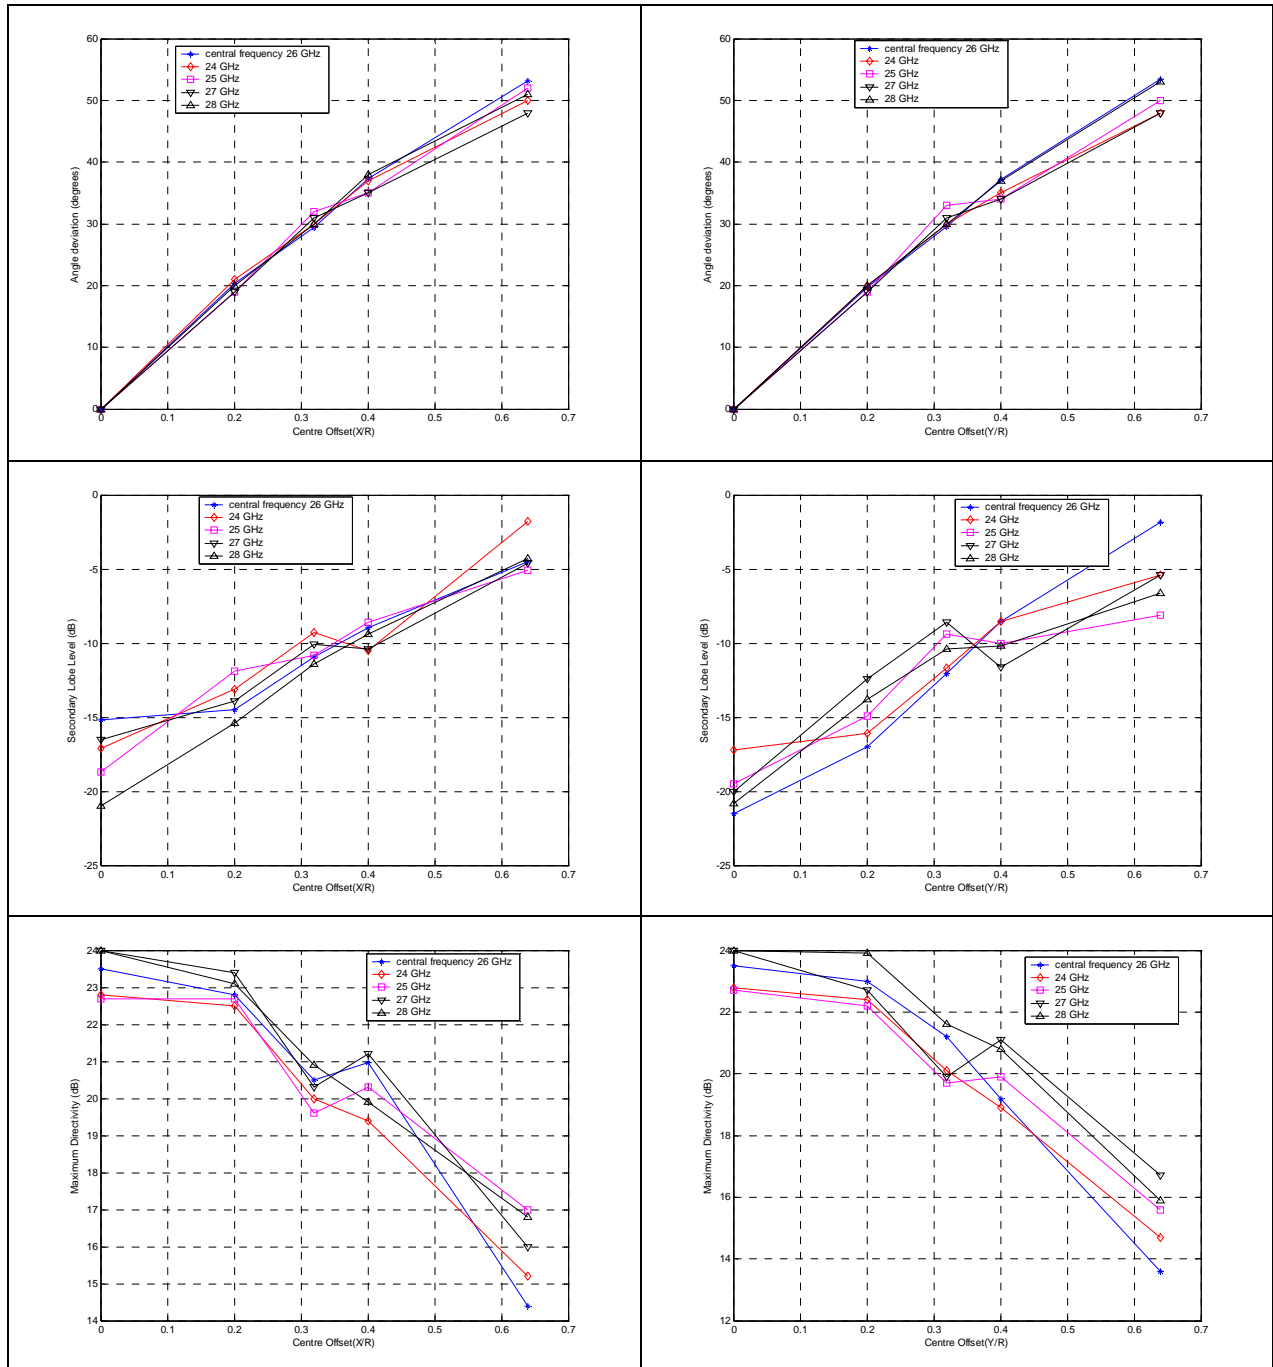 60
50
40
30
20
10
0
0
0.1
0.2
0.3
0.4
0.5
0.6
0.7
Angle deviation (degrees)
Centre Offset(X/R)
central frequency 26 GHz
24 GHz
25 GHz
27 GHz
28 GHz
60
50
40
30
20
10
0
0
0.1
0.2
0.3
0.4
0.5
0.6
0.7
Angle deviation (degrees)
Centre Offset(Y/R)
central frequency 26 GHz
24 GHz
25 GHz
27 GHz
28 GHz
0
-5
-10
-15
-20
-25
0
0.1
0.2
0.3
0.4
0.5
0.6
0.7
Secondary Lobe Level (dB)
Centre Offset(X/R)
central frequency 26 GHz
24 GHz
25 GHz
27 GHz
28 GHz
0
-5
-10
-15
-20
-25
0
0.1
0.2
0.3
0.4
0.5
0.6
0.7
Secondary Lobe Level (dB)
Centre Offset(Y/R)
central frequency 26 GHz
24 GHz
25 GHz
27 GHz
28 GHz
24
23
22
21
20
19
18
17
16
15
14
0
0.1
0.2
0.3
0.4
0.5
0.6
0.7
Maximum Directivity (dB)
Centre Offset(X/R)
central frequency 26 GHz
24 GHz
25 GHz
27 GHz
28 GHz
24
22
20
18
16
14
12
0
0.1
0.2
0.3
0.4
0.5
0.6
0.7
Maximum Directivity (dB)
Centre Offset(Y/R)
central frequency 26 GHz
24 GHz
25 GHz
27 GHz
28 GHz